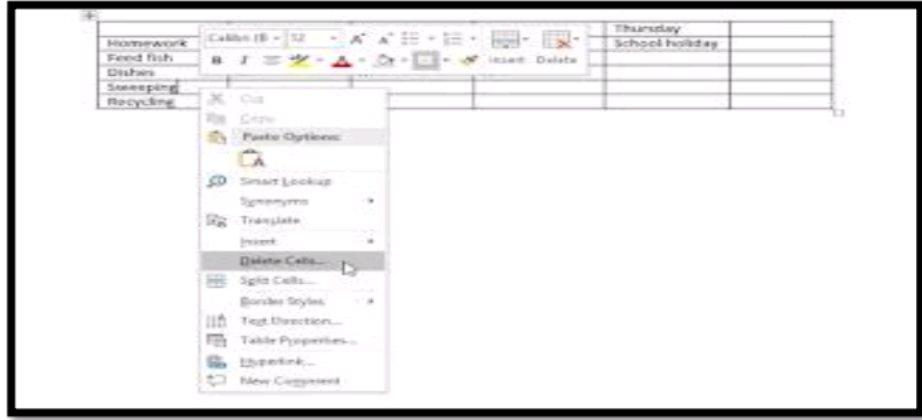 Thursday
Homework School holiday
Feed fish
Dishes
Sweeping
Recycling
Calibri (B 12 A A
B I A Insert Delete
Cut
Copy
Paste Options:
A
Smart Lookup
Synonyms
Translate
Insert
Delete Cells...
Split Cells...
Border Styles
Text Direction...
Table Properties...
Hyperlink...
New Comment